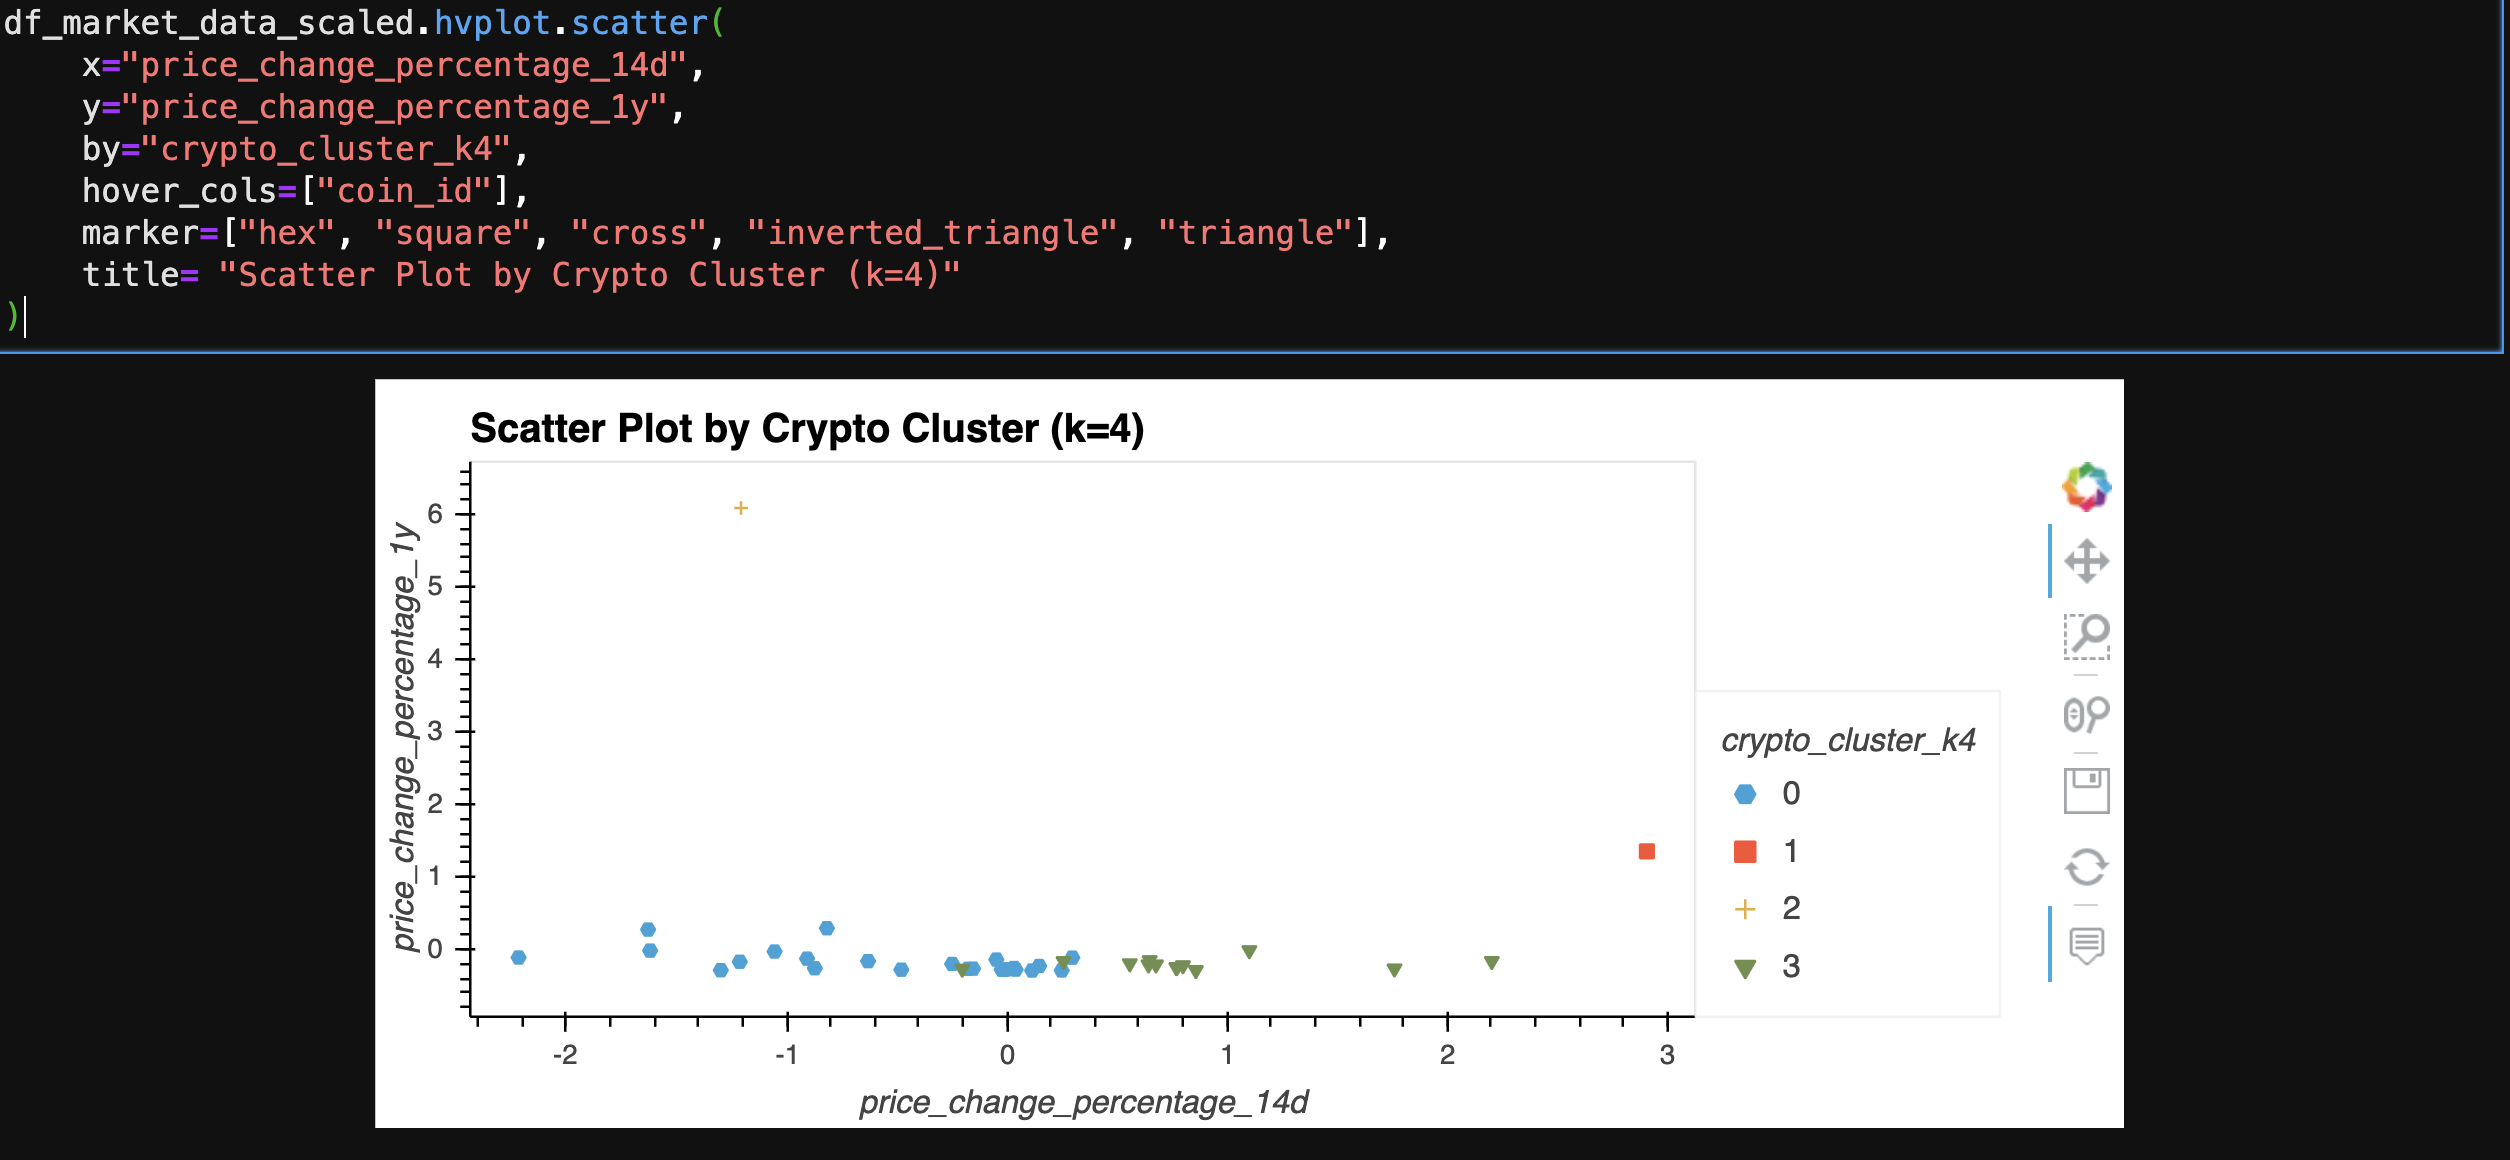 df_market_data_scaled.hvplot.scatter(
    x="price_change_percentage_14d",
    y="price_change_percentage_1y",
    by="crypto_cluster_k4",
    hover_cols=["coin_id"],
    marker=["hex", "square", "cross", "inverted_triangle", "triangle"],
    title= "Scatter Plot by Crypto Cluster (k=4)"
)
Scatter Plot by Crypto Cluster (k=4)
price_change_percentage_1y
6
5
4
3
2
1
0
-2 -1 0 1 2 3
price_change_percentage_14d
crypto_cluster_k4
0
1
2
3